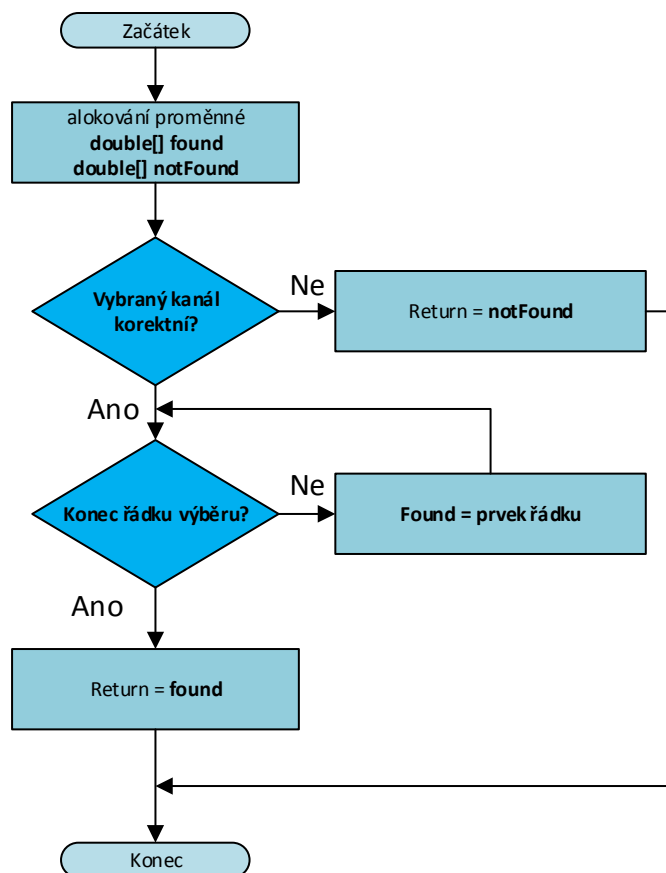 Začátek
alokování proměnné
double[] found
double[] notFound
Vybraný kanál
korektní?
Ne
Return = notFound
Ano
Konec řádku výběru?
Ne
Found = prvek řádku
Ano
Return = found
Konec